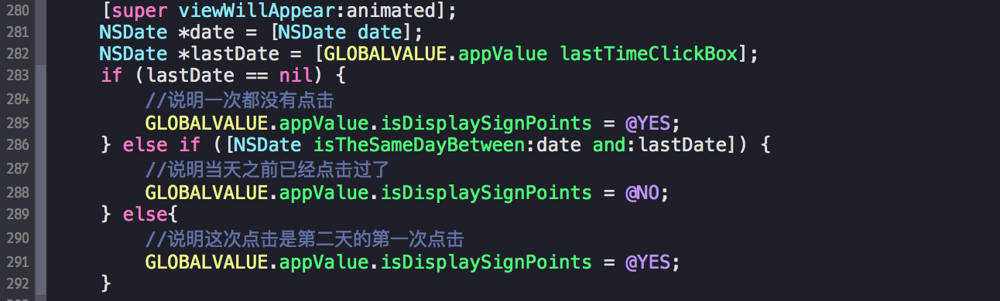 280 [super viewWillAppear:animated];
281 NSDate *date = [NSDate date];
282 NSDate *lastDate = [GLOBALVALUE.appValue lastTimeClickBox];
283 if (lastDate == nil) {
284 //说明一次都没有点击
285 GLOBALVALUE.appValue.isDisplaySignPoints = @YES;
286 } else if ([NSDate isTheSameDayBetween:date and:lastDate]) {
287 //说明当天之前已经点击过了
288 GLOBALVALUE.appValue.isDisplaySignPoints = @NO;
289 } else{
290 //说明这次点击是第二天的第一次点击
291 GLOBALVALUE.appValue.isDisplaySignPoints = @YES;
292 }